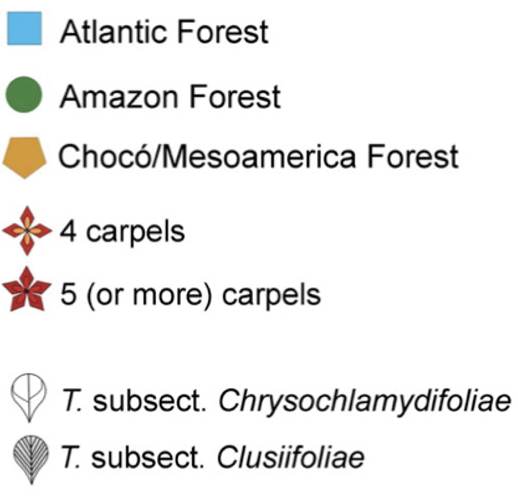 Atlantic Forest
Amazon Forest
Chocó/Mesoamerica Forest
4 carpels
5 (or more) carpels
T. subsect. Chrysochlamydifoliae
T. subsect. Clusiifoliae